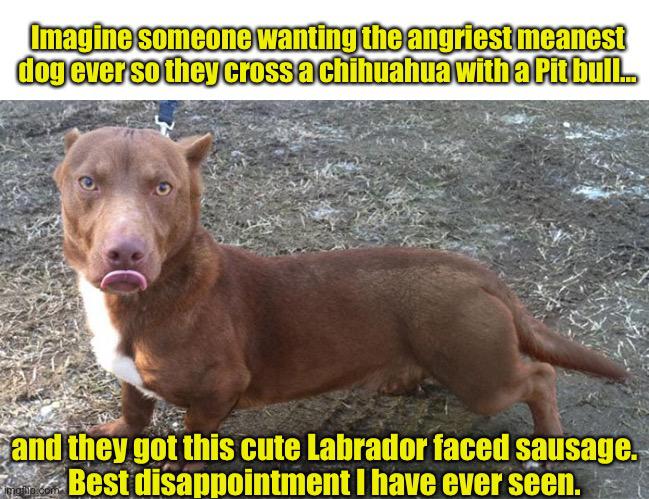 Imagine someone wanting the angriest meanest
dog ever so they cross a chihuahua with a Pit bull...
and they got this cute Labrador faced sausage.
Best disappointment I have ever seen.
imgflip.com